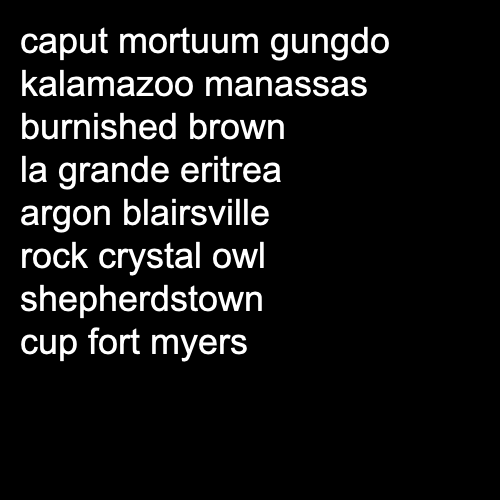 caput mortuum gungdo
kalamazoo manassas
burnished brown
la grande eritrea
argon blairsville
rock crystal owl
shepherdstown
cup fort myers